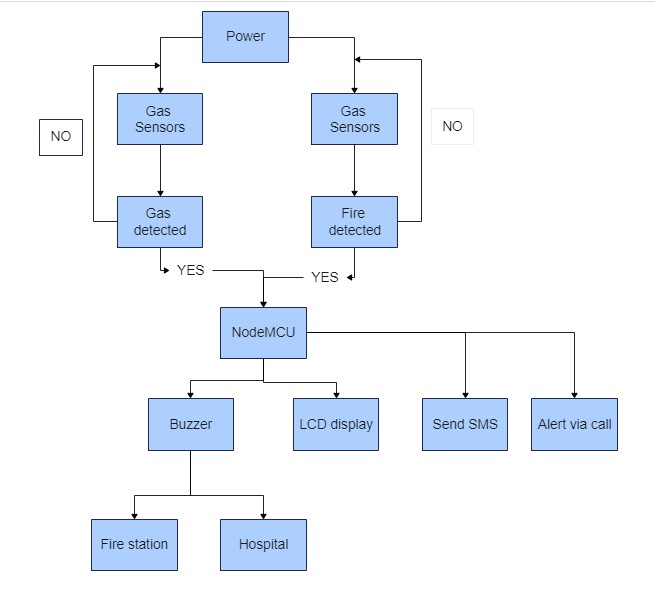 Power
Gas
Sensors
Gas
Sensors
NO
NO
Gas
detected
Fire
detected
YES
YES
NodeMCU
Buzzer
LCD display
Send SMS
Alert via call
Fire station
Hospital